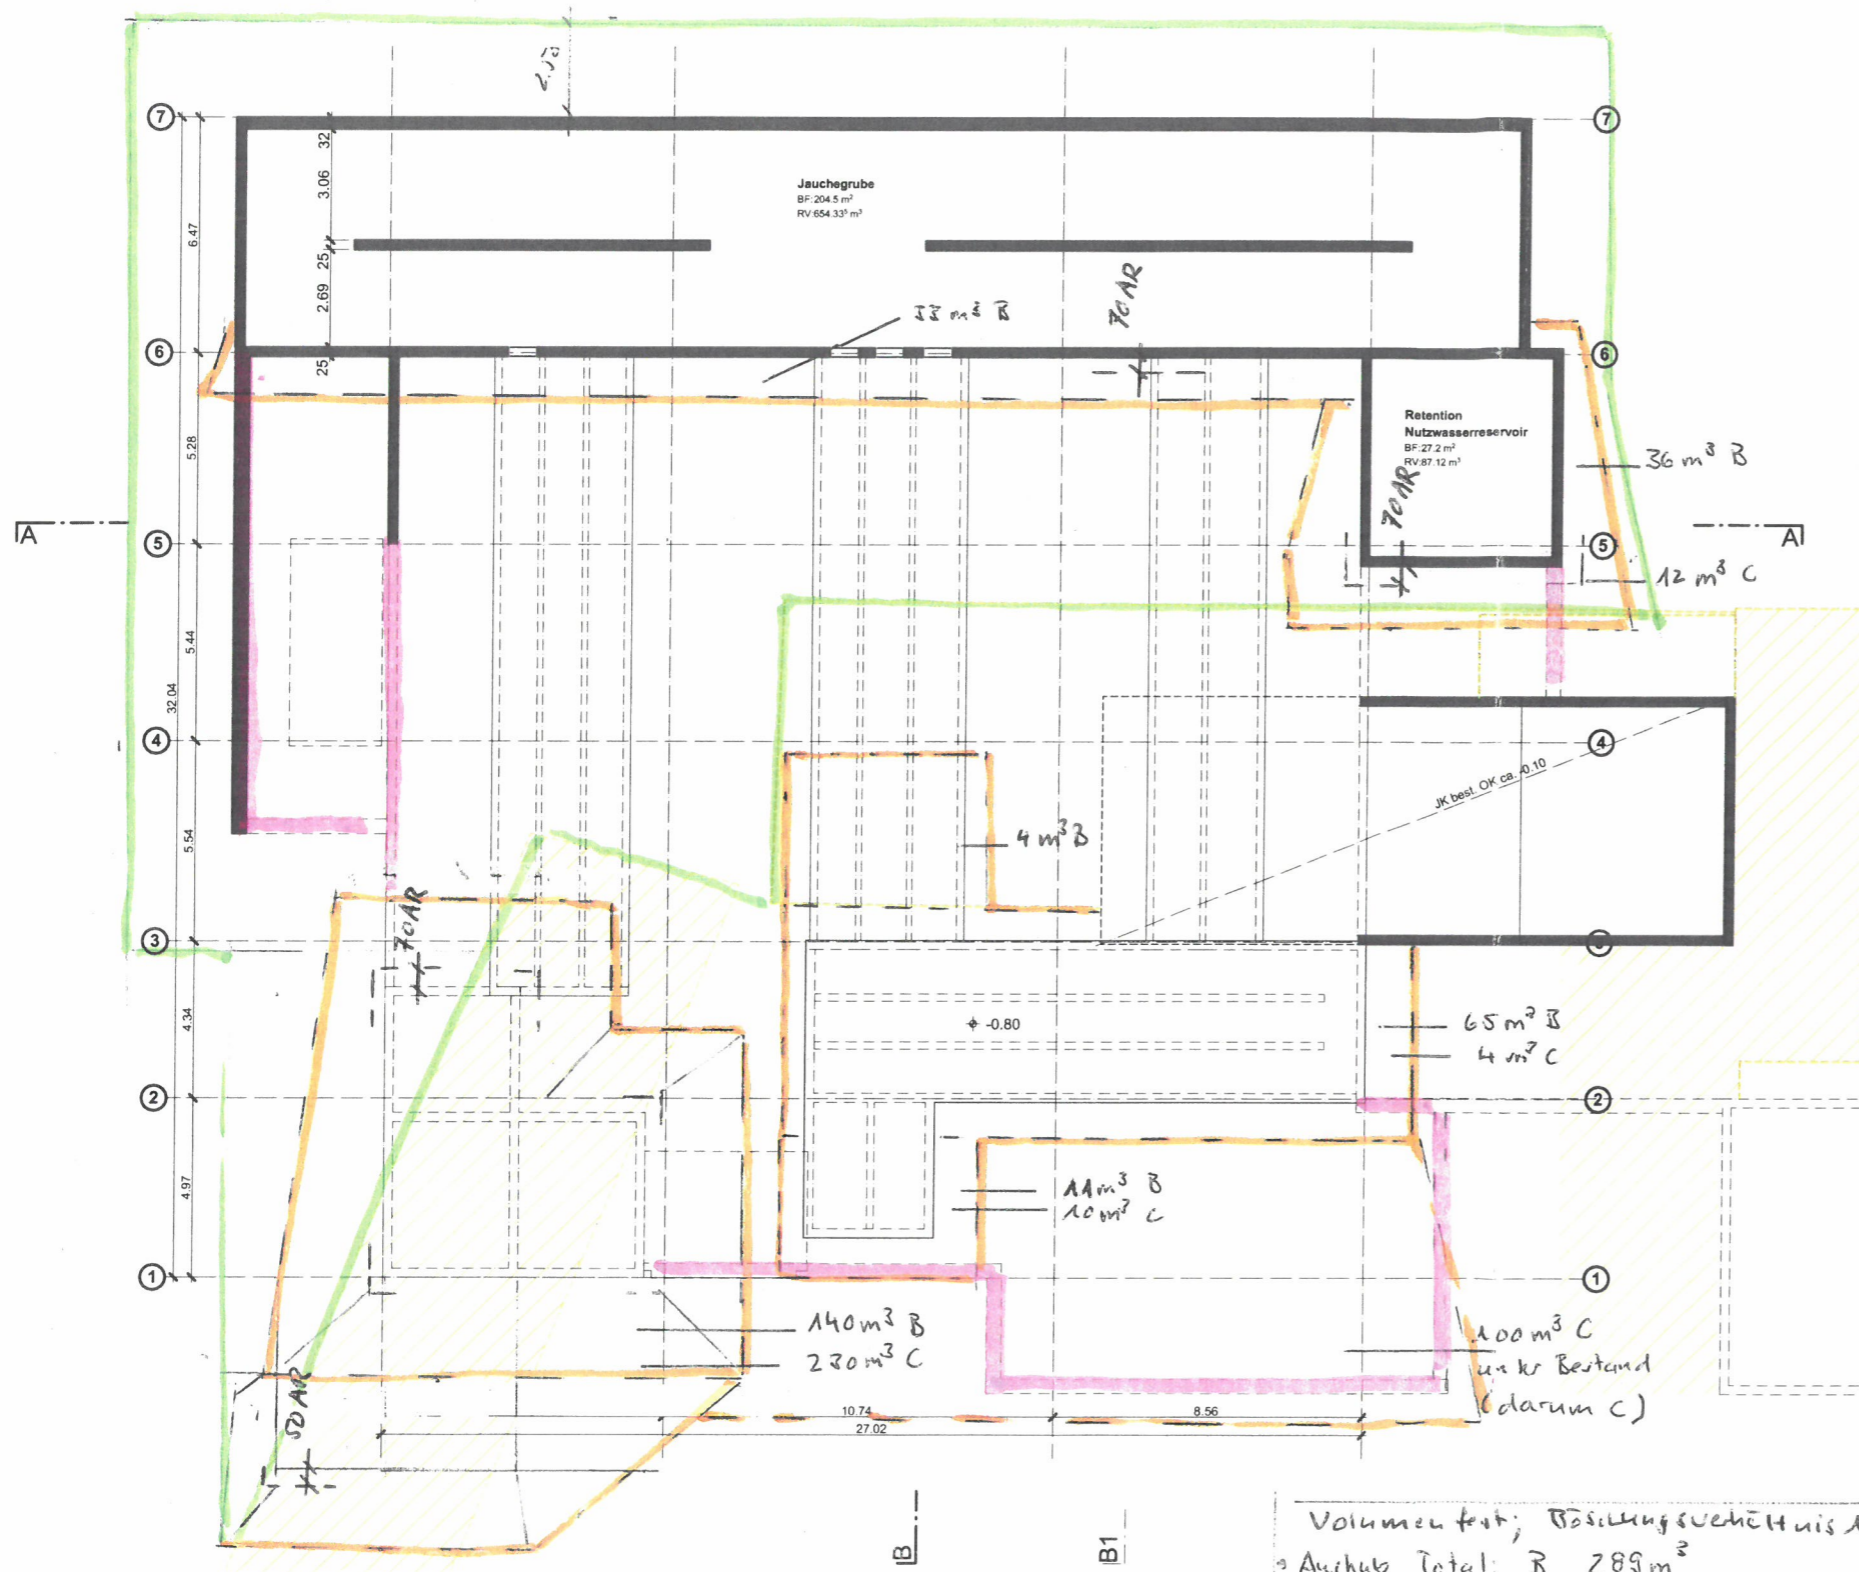 2.50
7
7
32
3.06
Jauchegrube
BF:204.5 m²
RV:654.33⁵ m³
6.47
25
2.69
70 AR
33 m³ B
6
6
25
Retention
Nutzwasserreservoir
BF:27.2 m²
RV:87.12 m³
5.28
36 m³ B
70 AR
A
A
5
5
12 m³ C
5.44
32.04
4
4
JK best. OK ca. -0.10
5.54
4 m³ B
70 AR
3
3
4.34
-0.80
65 m³ B
4 m³ C
2
2
4.97
11 m³ B
10 m³ C
1
1
140 m³ B
230 m³ C
100 m³ C
unter Bestand
(darum C)
50 AR
10.74
8.56
27.02
B
B1
Volumen fest; Böschungsverhältnis 1
Aushub Total: B 289 m³